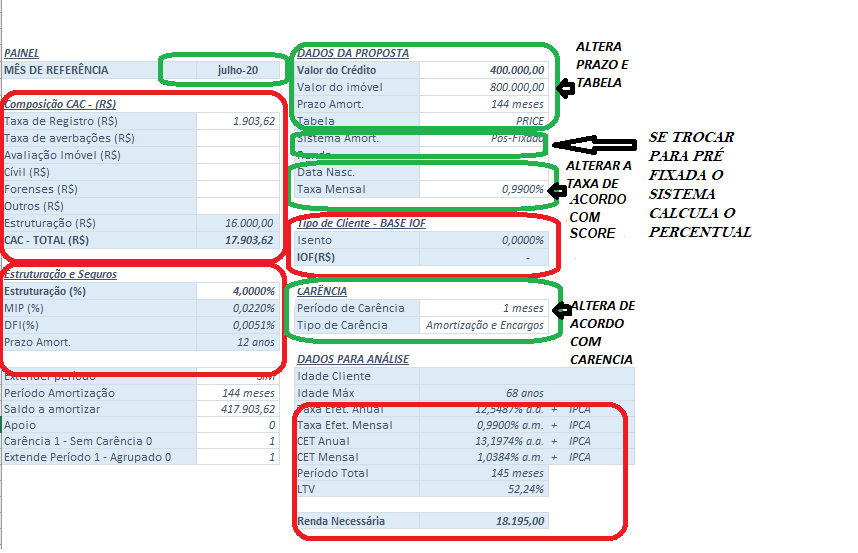 PAINEL
MÊS DE REFERÊNCIA julho-20
Composição CAC - (R$)
Taxa de Registro (R$) 1.903,62
Taxa de averbações (R$)
Avaliação Imóvel (R$)
Cívil (R$)
Forenses (R$)
Outros (R$)
Estruturação (R$) 16.000,00
CAC - TOTAL (R$) 17.903,62
Estruturação e Seguros
Estruturação (%) 4,0000%
MIP (%) 0,0220%
DFI(%) 0,0051%
Prazo Amort. 12 anos
Extender período SIM
Período Amortização 144 meses
Saldo a amortizar 417.903,62
Apoio 0
Carência 1 - Sem Carência 0 1
Extende Período 1 - Agrupado 0 1
DADOS DA PROPOSTA
Valor do Crédito 400.000,00
Valor do imóvel 800.000,00
Prazo Amort. 144 meses
Tabela PRICE
Sistema Amort. Pós-Fixado
Data Nasc.
Taxa Mensal 0,9900%
Tipo de Cliente - BASE IOF
Isento 0,0000%
IOF(R$) -
CARÊNCIA
Período de Carência 1 meses
Tipo de Carência Amortização e Encargos
DADOS PARA ANÁLISE
Idade Cliente
Idade Máx 68 anos
Taxa Efet. Anual 12,5487% a.a. + IPCA
Taxa Efet. Mensal 0,9900% a.m. + IPCA
CET Anual 13,1974% a.a. + IPCA
CET Mensal 1,0384% a.m. + IPCA
Período Total 145 meses
LTV 52,24%
Renda Necessária 18.195,00
ALTERA
PRAZO E
TABELA
SE TROCAR
PARA PRÉ
FIXADA O
SISTEMA
CALCULA O
PERCENTUAL
ALTERAR A
TAXA DE
ACORDO
COM
SCORE
ALTERA DE
ACORDO
COM
CARENCIA